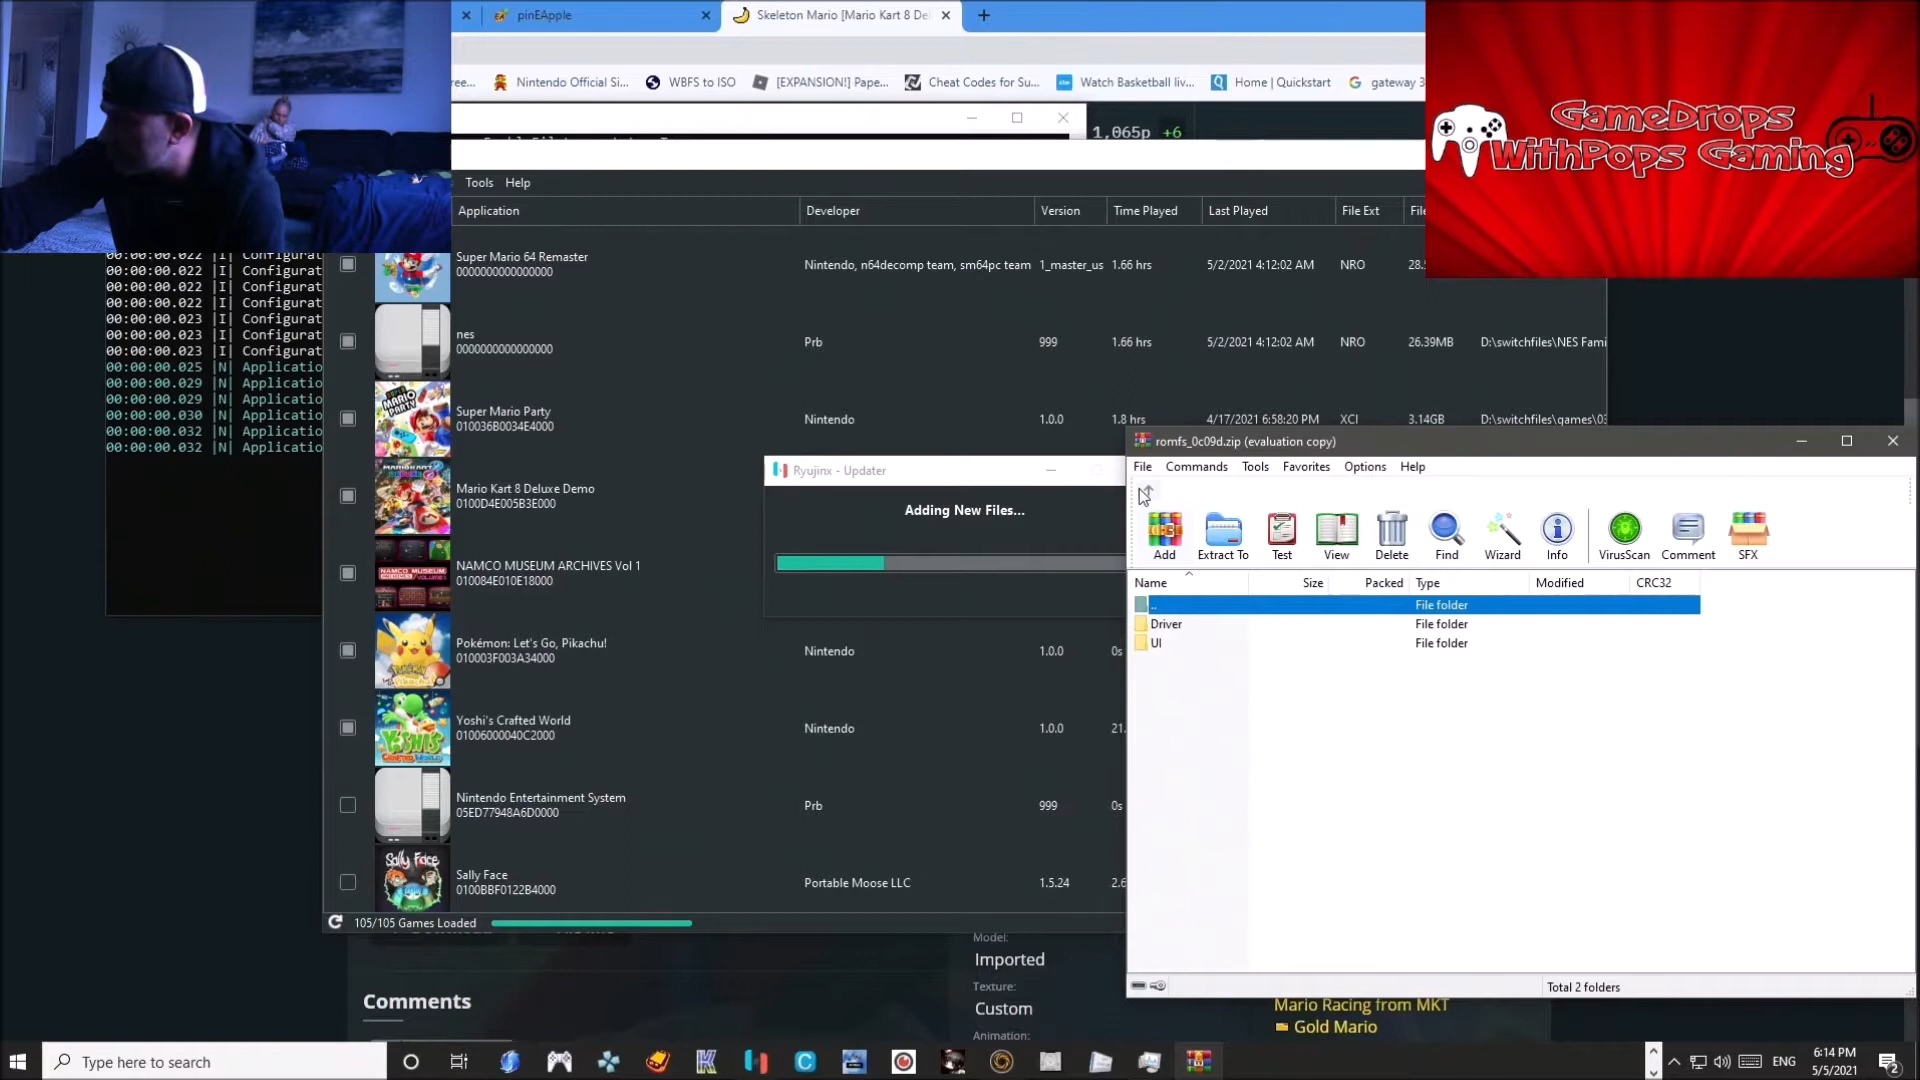 pinEApple
Skeleton Mario [Mario Kart 8 De
ree...
Nintendo Official Si...
WBFS to ISO
[EXPANSION!] Pape...
Cheat Codes for Su...
Watch Basketball liv...
Home | Quickstart
gateway 3
1,065p +6
GameDrops
WithPops Gaming
Tools Help
Application Developer Version Time Played Last Played File Ext File
00:00:00.022 |I| Configurat
00:00:00.022 |I| Configurat
00:00:00.022 |I| Configurat
00:00:00.022 |I| Configurat
00:00:00.023 |I| Configurat
00:00:00.023 |I| Configurat
00:00:00.023 |I| Configurat
00:00:00.025 |N| Applicatio
00:00:00.029 |N| Applicatio
00:00:00.029 |N| Applicatio
00:00:00.030 |N| Applicatio
00:00:00.032 |N| Applicatio
00:00:00.032 |N| Applicatio
Super Mario 64 Remaster
0000000000000000
Nintendo, n64decomp team, sm64pc team 1_master_us 1.66 hrs 5/2/2021 4:12:02 AM NRO 28.
nes
0000000000000000
Prb 999 1.66 hrs 5/2/2021 4:12:02 AM NRO 26.39MB D:\switchfiles\NES Fami
Super Mario Party
010036B0034E4000
Nintendo 1.0.0 1.8 hrs 4/17/2021 6:58:20 PM XCI 3.14GB D:\switchfiles\games\0
Mario Kart 8 Deluxe Demo
0100D4E005B3E000
NAMCO MUSEUM ARCHIVES Vol 1
010084E010E18000
Pokémon: Let's Go, Pikachu!
010003F003A34000
Nintendo 1.0.0 0s
Yoshi's Crafted World
01006000040C2000
Nintendo 1.0.0 21.
Nintendo Entertainment System
05ED77948A6D0000
Prb 999 0s
Sally Face
0100BBF0122B4000
Portable Moose LLC 1.5.24 2.6
105/105 Games Loaded
Ryujinx - Updater
Adding New Files...
romfs_0c09d.zip (evaluation copy)
File Commands Tools Favorites Options Help
Add Extract To Test View Delete Find Wizard Info VirusScan Comment SFX
Name Size Packed Type Modified CRC32
.. File folder
Driver File folder
UI File folder
Total 2 folders
Model:
Imported
Texture:
Custom
Animation:
Comments
Mario Racing from MKT
Gold Mario
Type here to search
ENG
6:14 PM
5/5/2021
2